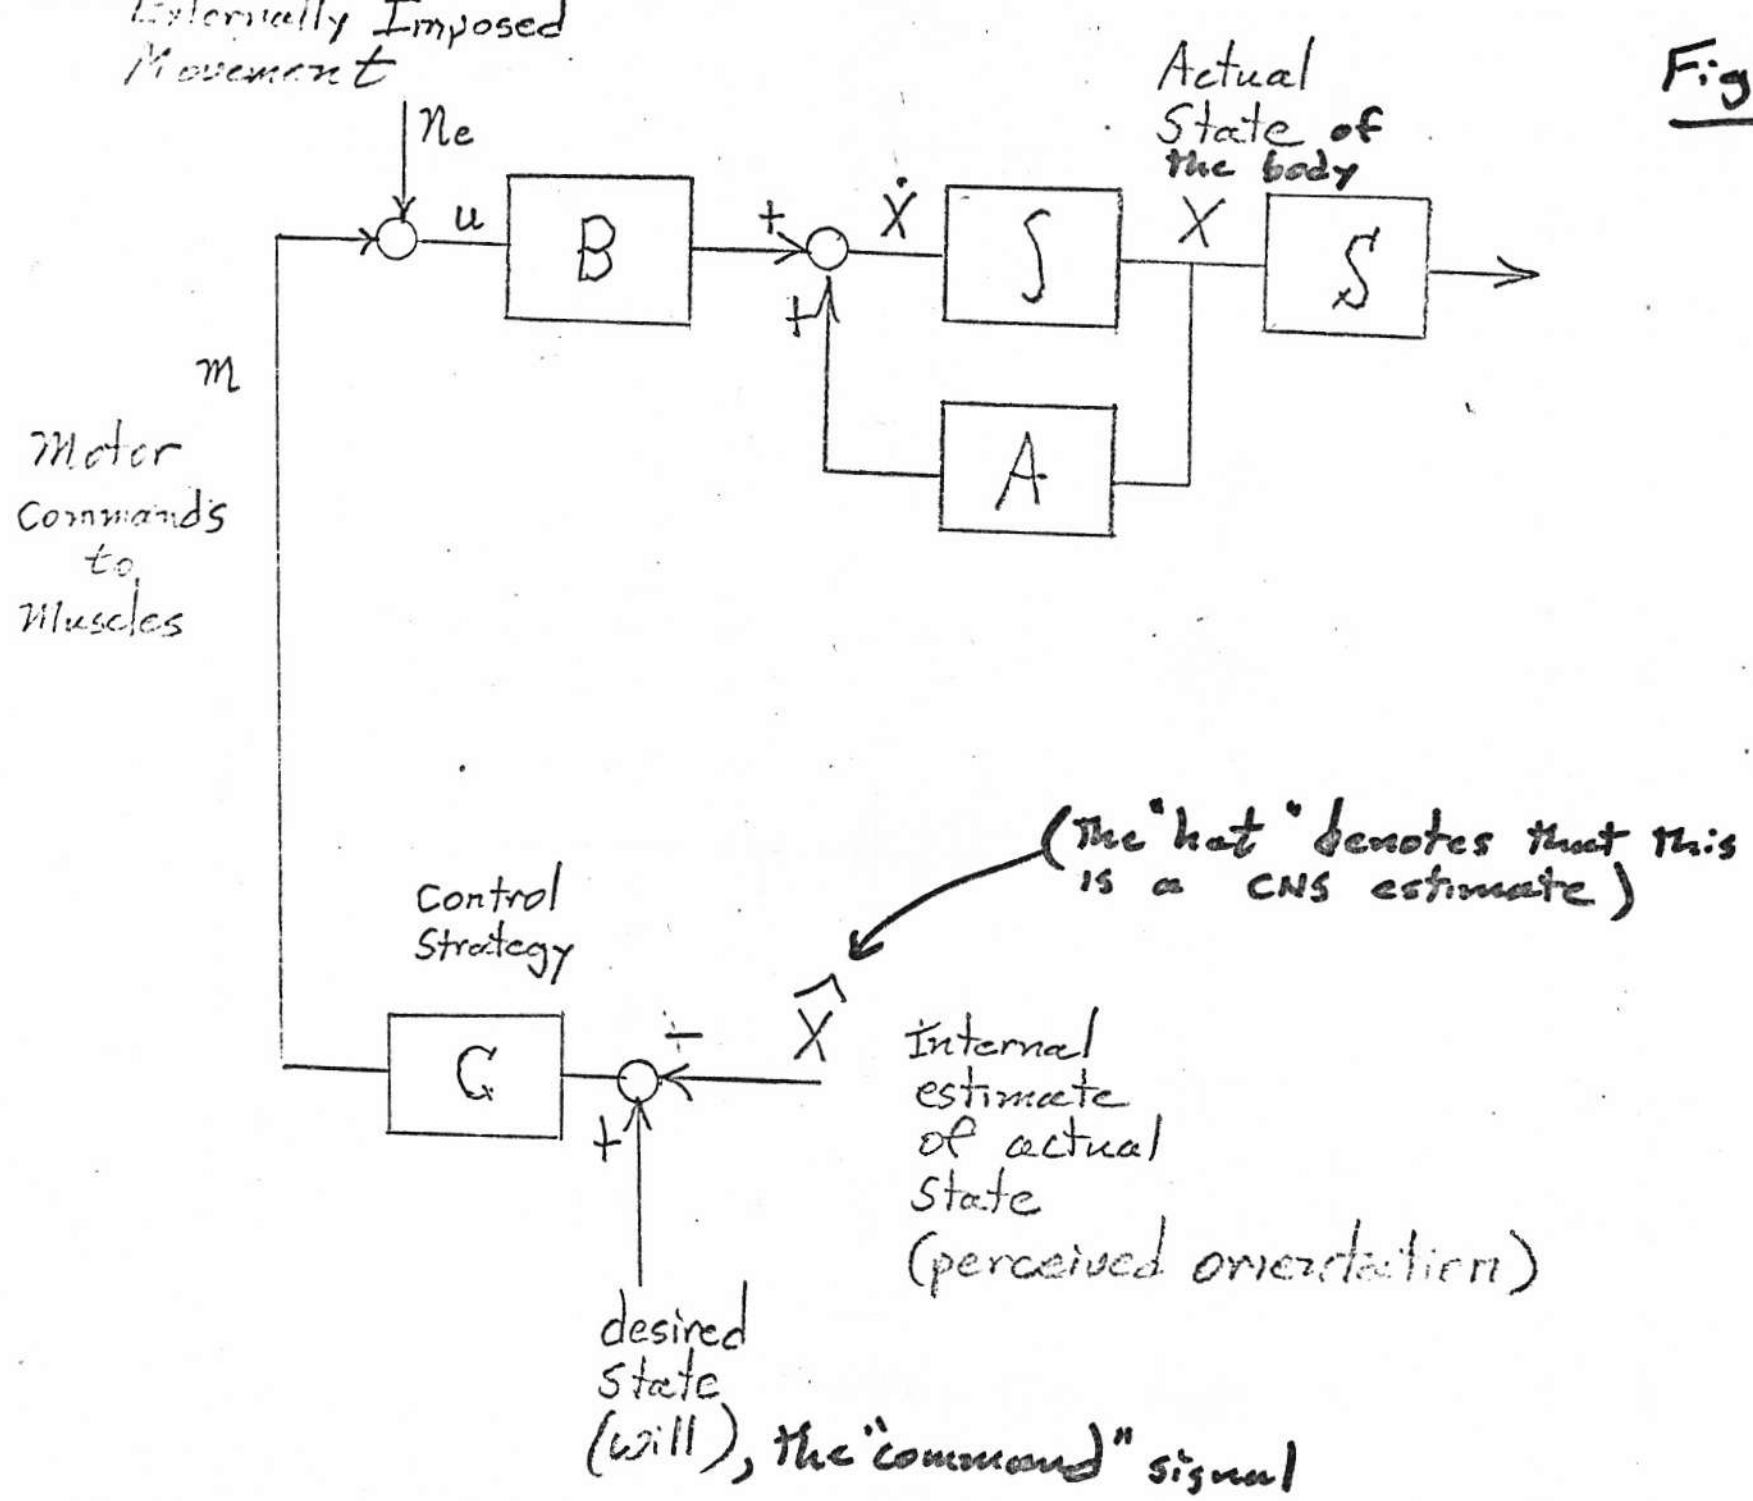 Externally Imposed
Movement
ne
Actual
State of
the body
Fig
u
B
+
Ẋ
∫
X
S
+
A
m
Motor
Commands
to
Muscles
(The "hat" denotes that this
is a CNS estimate)
Control
Strategy
C
−
X̂
+
Internal
estimate
of actual
State
(perceived orientation)
desired
State
(will), the "command" signal